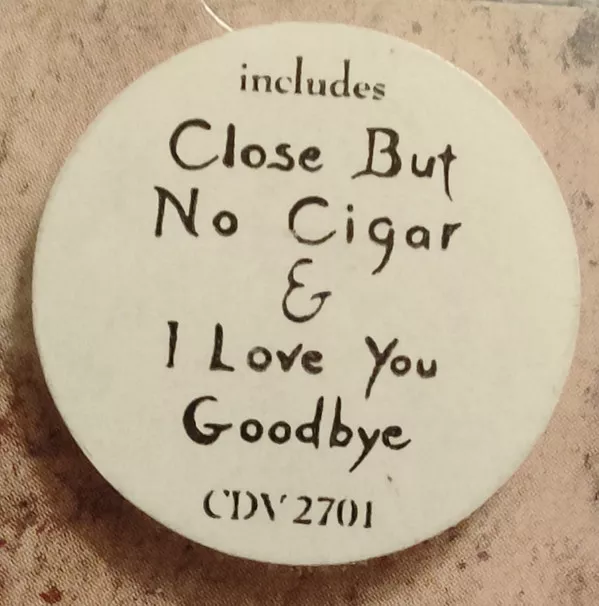 includes
Close But
No Cigar
&
I Love You
Goodbye
CDV 2701